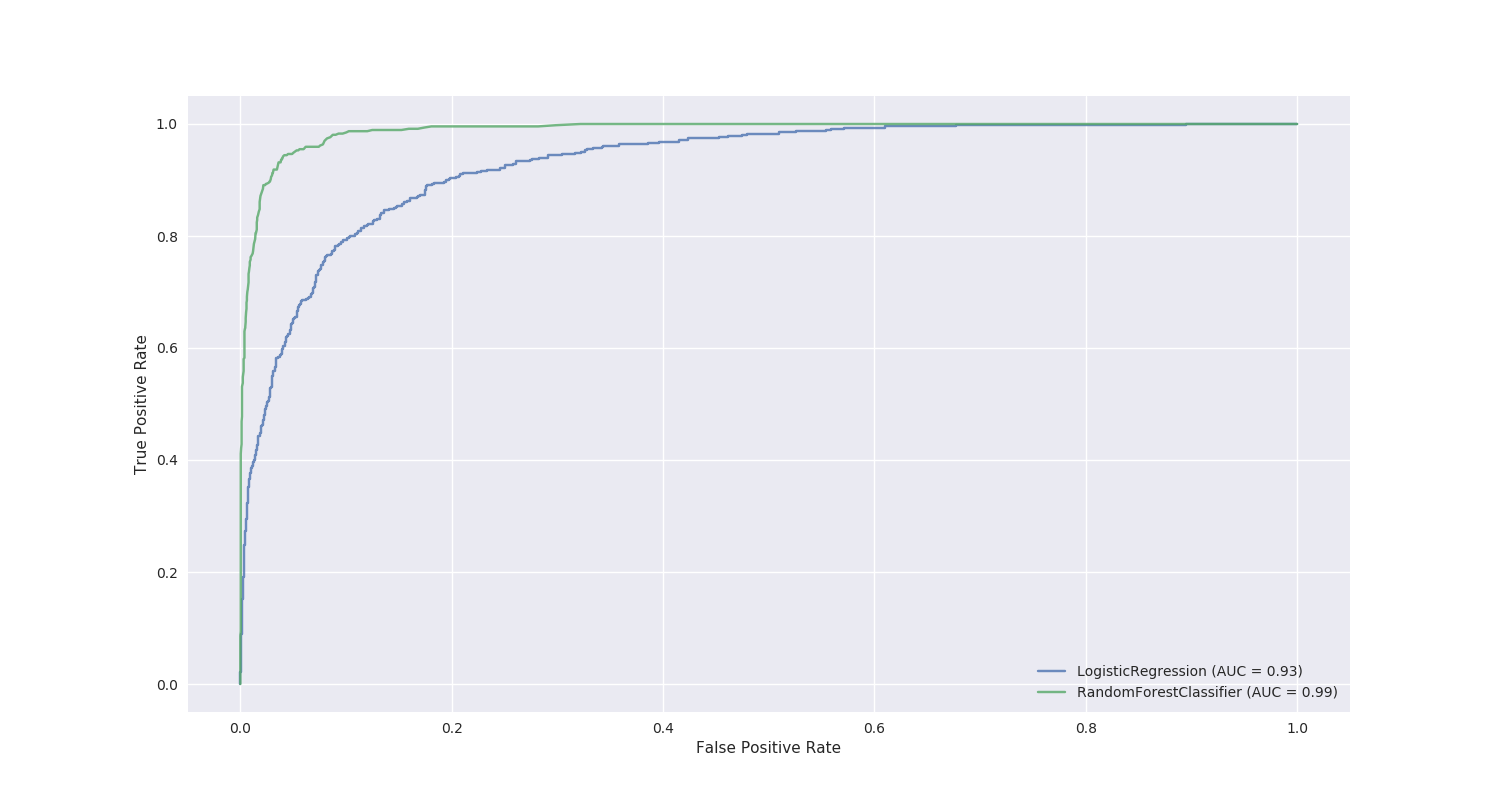 1.0
0.8
0.6
0.4
0.2
0.0
True Positive Rate
LogisticRegression (AUC = 0.93)
RandomForestClassifier (AUC = 0.99)
0.0 0.2 0.4 0.6 0.8 1.0
False Positive Rate